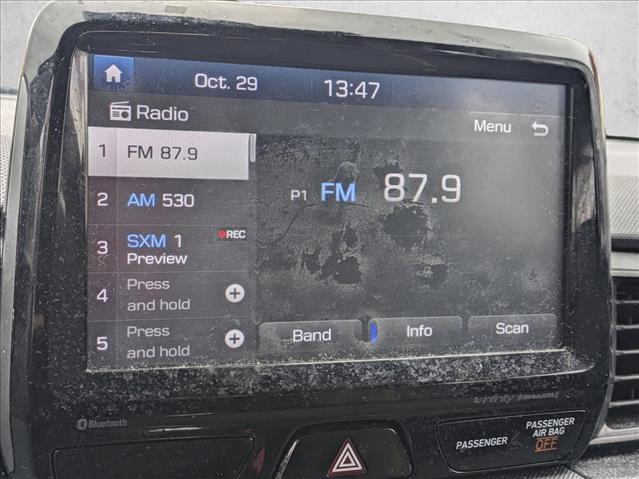 Oct. 29 13:47
Radio
Menu
1 FM 87.9
P1 FM 87.9
2 AM 530
3 SXM 1 REC
Preview
4 Press
and hold
5 Press
and hold
Band Info Scan
infinity (SiriusXM)
Bluetooth
PASSENGER
PASSENGER
AIR BAG
OFF